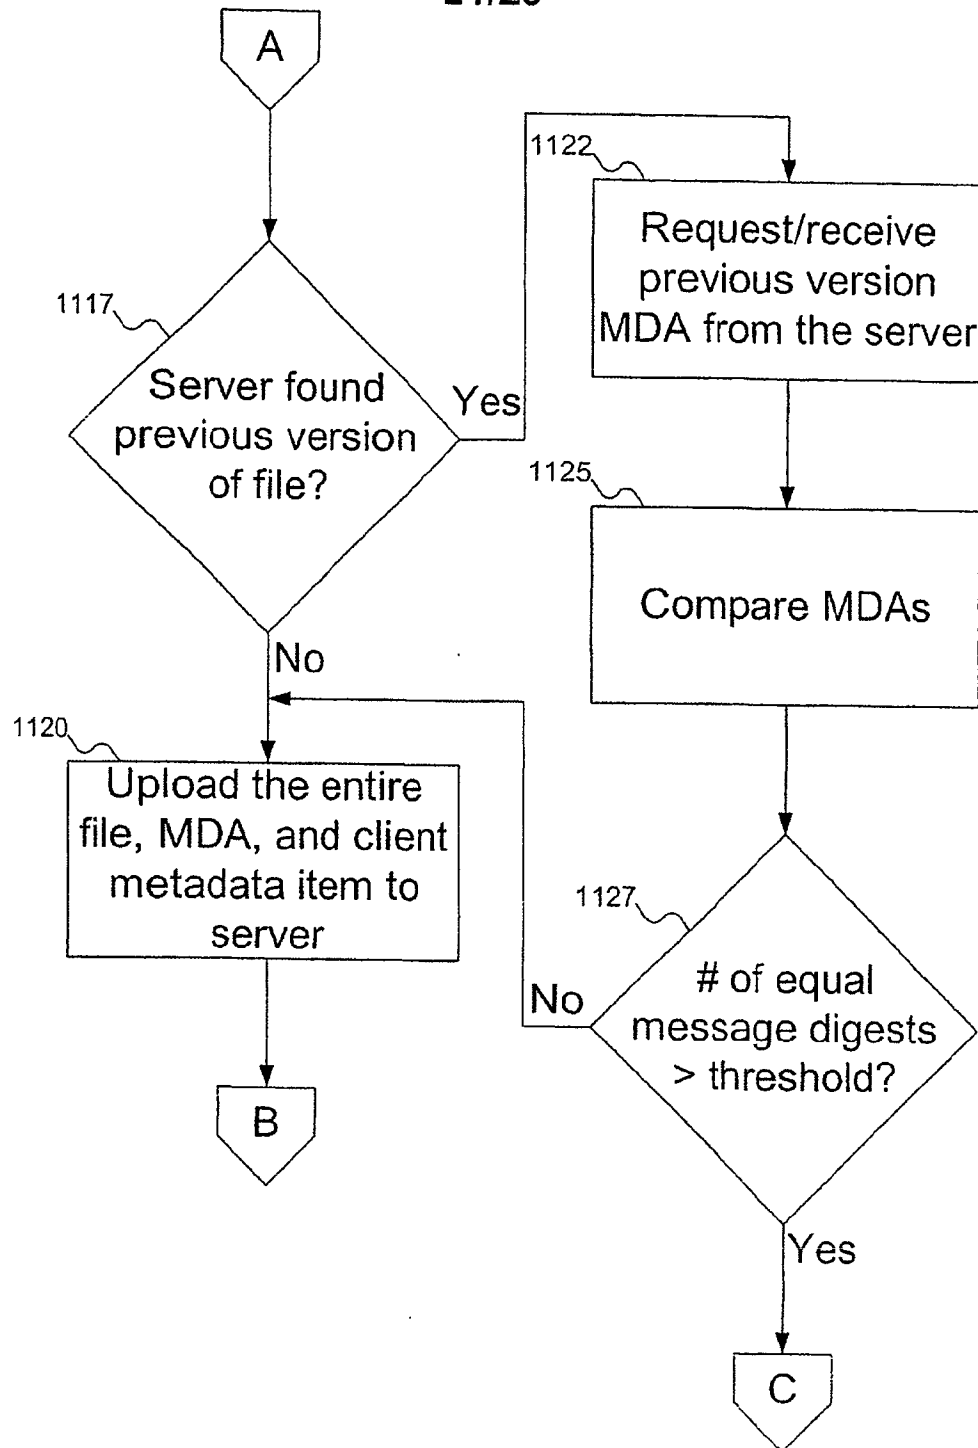 A
1122
Request/receive
previous version
MDA from the server
1117
Server found
previous version
of file?
Yes
1125
Compare MDAs
No
1120
Upload the entire
file, MDA, and client
metadata item to
server
1127
# of equal
message digests
> threshold?
No
B
Yes
C